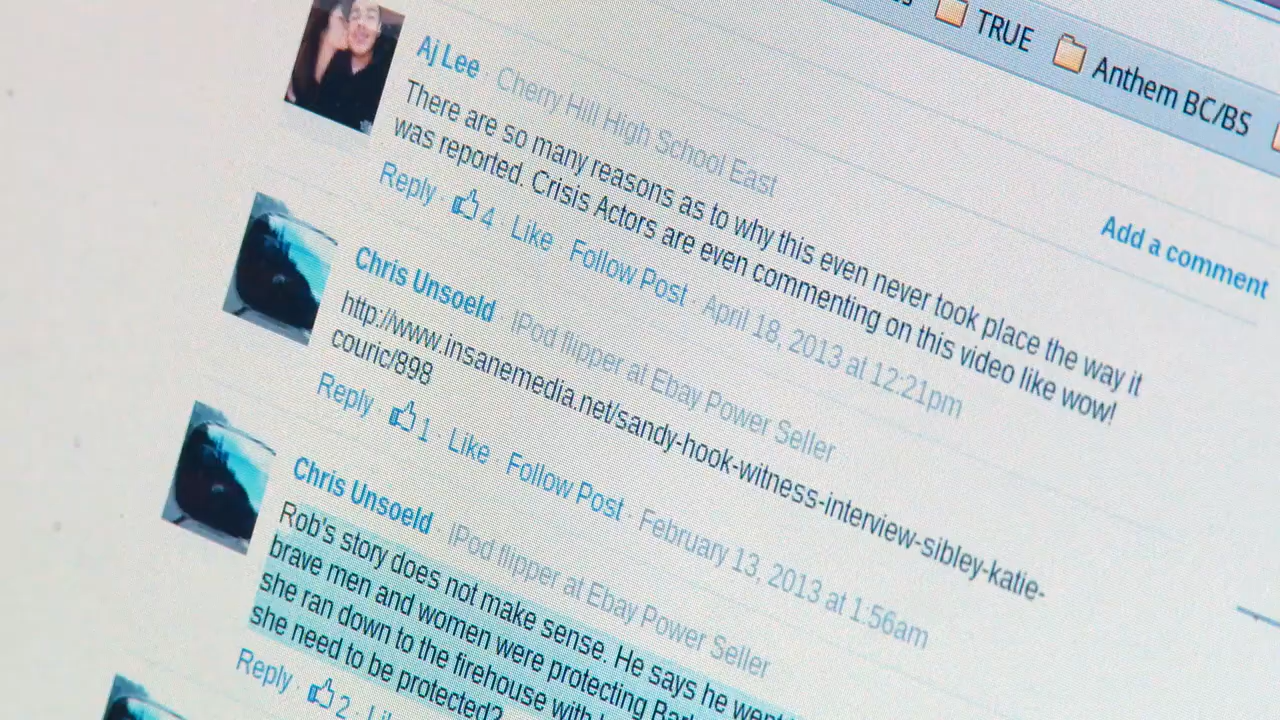 TRUE
Anthem BC/BS
Add a comment
Aj Lee · Cherry Hill High School East
There are so many reasons as to why this even never took place the way it
was reported. Crisis Actors are even commenting on this video like wow!
Reply · 4 · Like · Follow Post · April 18, 2013 at 12:21pm
Chris Unsoeld · IPod flipper at Ebay Power Seller
http://www.insanemedia.net/sandy-hook-witness-interview-sibley-katie-
couric/898
Reply · 1 · Like · Follow Post · February 13, 2013 at 1:56am
Chris Unsoeld · IPod flipper at Ebay Power Seller
Rob's story does not make sense. He says he went
brave men and women were protecting
she ran down to the firehouse with
she need to be protected?
Reply · 2 ·